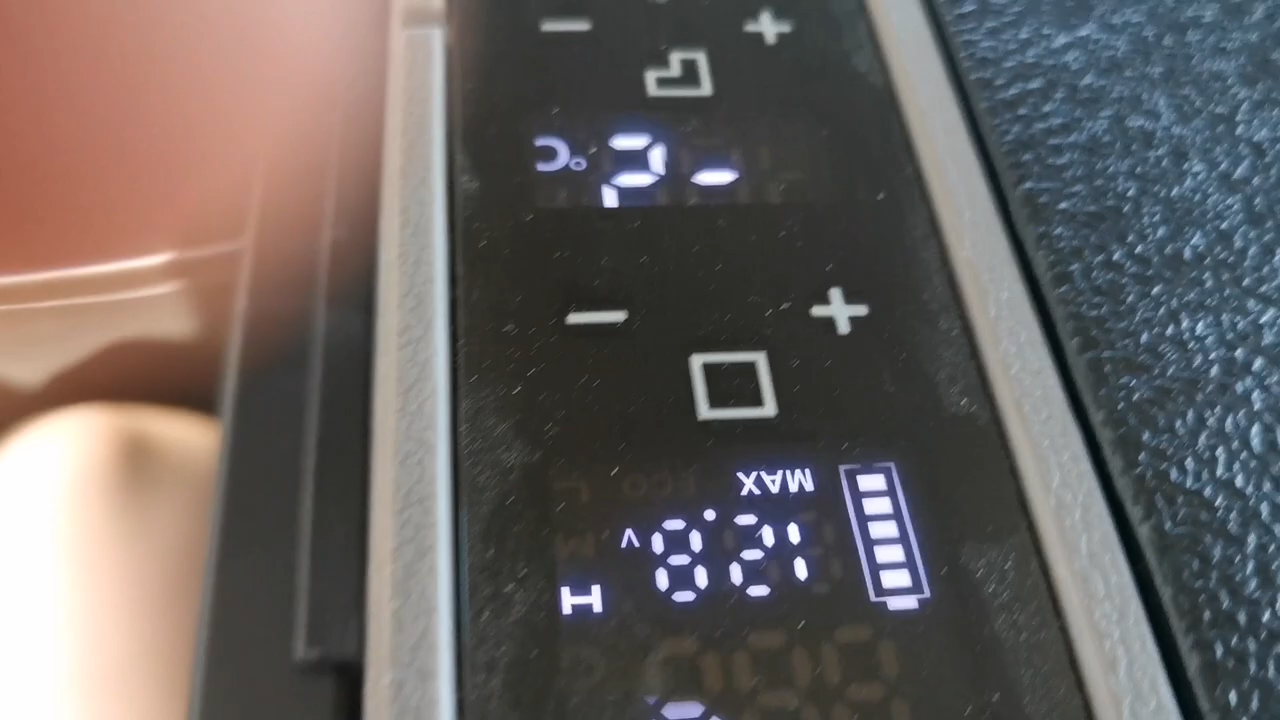 H
12.8V
MAX
+ −
-2°C
+ −